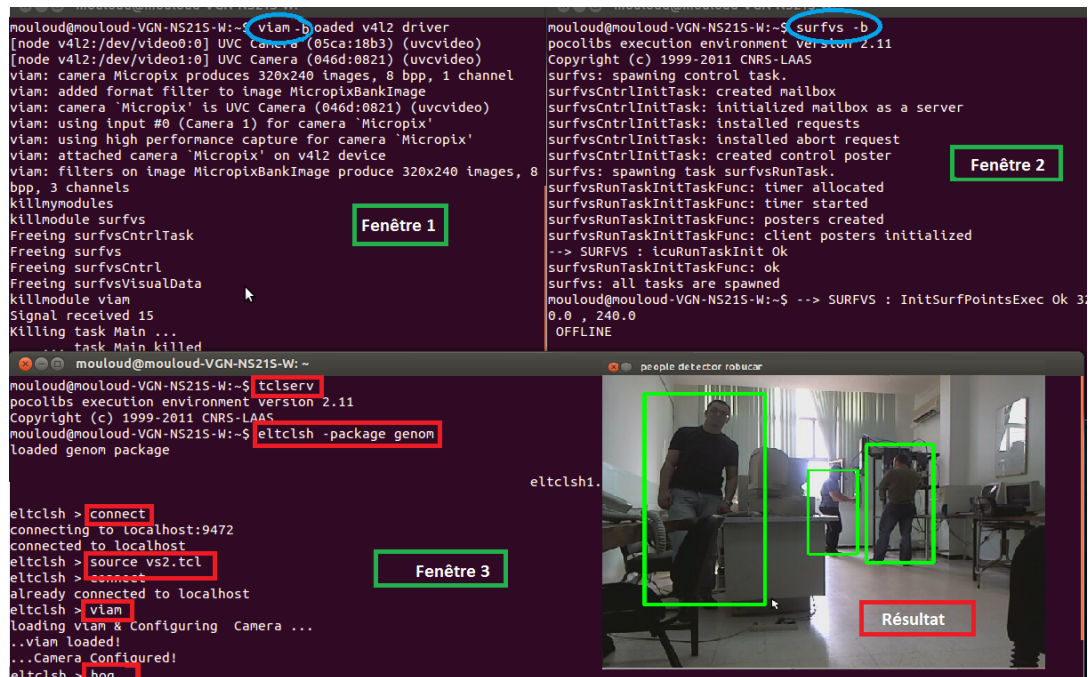 mouloud@mouloud-VGN-NS21S-W:~$ viam -b oaded v4l2 driver
[node v4l2:/dev/video0:0] UVC Camera (05ca:18b3) (uvcvideo)
[node v4l2:/dev/video1:0] UVC Camera (046d:0821) (uvcvideo)
viam: camera Micropix produces 320x240 images, 8 bpp, 1 channel
viam: added format filter to image MicropixBankImage
viam: camera `Micropix' is UVC Camera (046d:0821) (uvcvideo)
viam: using input #0 (Camera 1) for camera `Micropix'
viam: using high performance capture for camera `Micropix'
viam: attached camera `Micropix' on v4l2 device
viam: filters on image MicropixBankImage produce 320x240 images, 8
bpp, 3 channels
killmymodules
killmodule surfvs
Fenêtre 1
Freeing surfvsCntrlTask
Freeing surfvs
Freeing surfvsCntrl
Freeing surfvsVisualData
killmodule viam
Signal received 15
Killing task Main ...
... task Main killed
mouloud@mouloud-VGN-NS21S-W:~$ surfvs -b
pocolibs execution environment version 2.11
Copyright (c) 1999-2011 CNRS-LAAS
surfvs: spawning control task.
surfvsCntrlInitTask: created mailbox
surfvsCntrlInitTask: initialized mailbox as a server
surfvsCntrlInitTask: installed requests
surfvsCntrlInitTask: installed abort request
surfvsCntrlInitTask: created control poster
Fenêtre 2
surfvs: spawning task surfvsRunTask.
surfvsRunTaskInitTaskFunc: timer allocated
surfvsRunTaskInitTaskFunc: timer started
surfvsRunTaskInitTaskFunc: posters created
surfvsRunTaskInitTaskFunc: client posters initialized
--> SURFVS : icuRunTaskInit Ok
surfvsRunTaskInitTaskFunc: ok
surfvs: all tasks are spawned
mouloud@mouloud-VGN-NS21S-W:~$ --> SURFVS : InitSurfPointsExec Ok 32
0.0 , 240.0
OFFLINE
mouloud@mouloud-VGN-NS21S-W: ~
mouloud@mouloud-VGN-NS21S-W:~$ tclserv
pocolibs execution environment version 2.11
Copyright (c) 1999-2011 CNRS-LAAS
mouloud@mouloud-VGN-NS21S-W:~$ eltclsh -package genom
loaded genom package
eltclsh1.
eltclsh > connect
connecting to localhost:9472
connected to localhost
eltclsh > source vs2.tcl
eltclsh > connect
already connected to localhost
Fenêtre 3
eltclsh > viam
loading viam & Configuring Camera ...
..viam loaded!
...Camera Configured!
eltclsh > hog
people detector robucar
Résultat